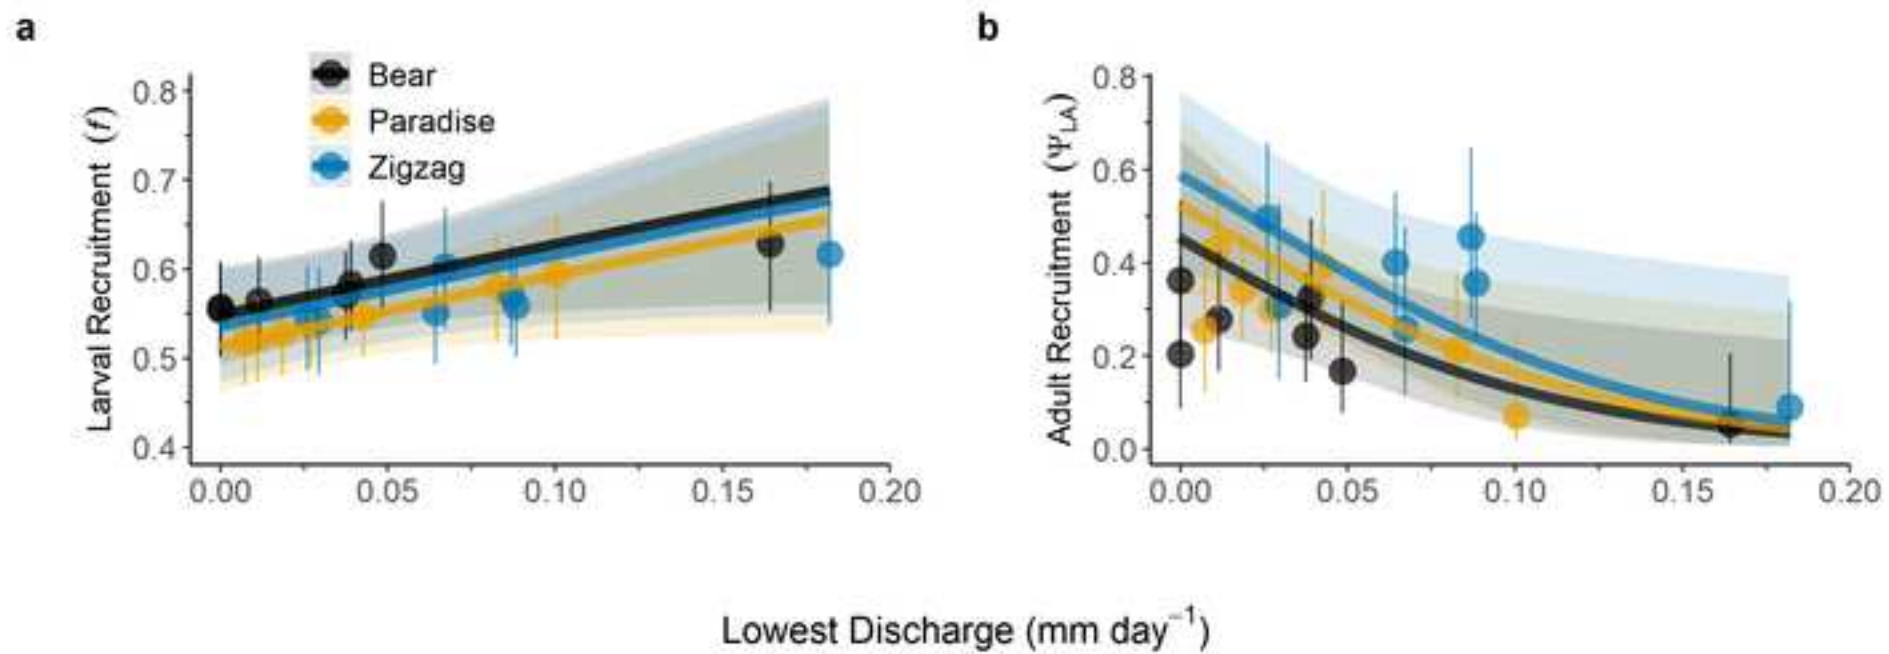 a
Larval Recruitment (f)
0.8
0.7
0.6
0.5
0.4
0.00 0.05 0.10 0.15 0.20
Bear
Paradise
Zigzag
b
Adult Recruitment (Ψ_LA)
0.8
0.6
0.4
0.2
0.0
0.00 0.05 0.10 0.15 0.20
Lowest Discharge (mm day⁻¹)